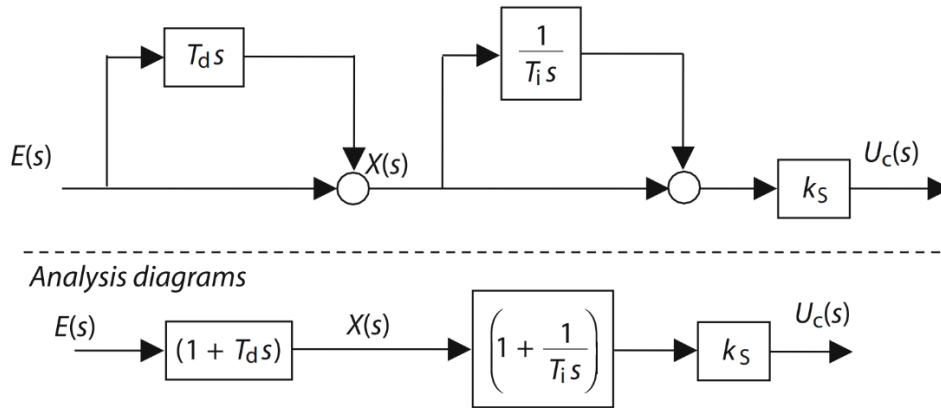 T_d s
1/(T_i s)
E(s)
X(s)
k_S
U_c(s)
Analysis diagrams
E(s)
(1 + T_d s)
X(s)
(1 + 1/(T_i s))
k_S
U_c(s)